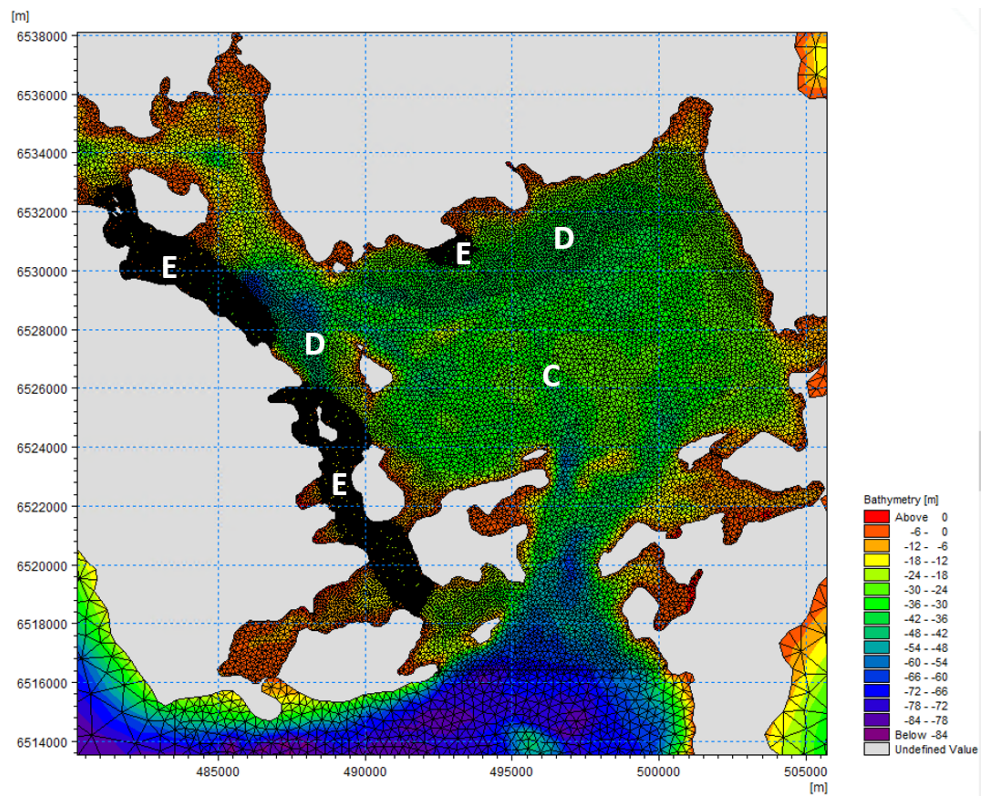 [m]
6538000
6536000
6534000
6532000
6530000
6528000
6526000
6524000
6522000
6520000
6518000
6516000
6514000
E
E
D
D
C
E
485000 490000 495000 500000 505000
[m]
Bathymetry [m]
Above 0
-6 - 0
-12 - -6
-18 - -12
-24 - -18
-30 - -24
-36 - -30
-42 - -36
-48 - -42
-54 - -48
-60 - -54
-66 - -60
-72 - -66
-78 - -72
-84 - -78
Below -84
Undefined Value